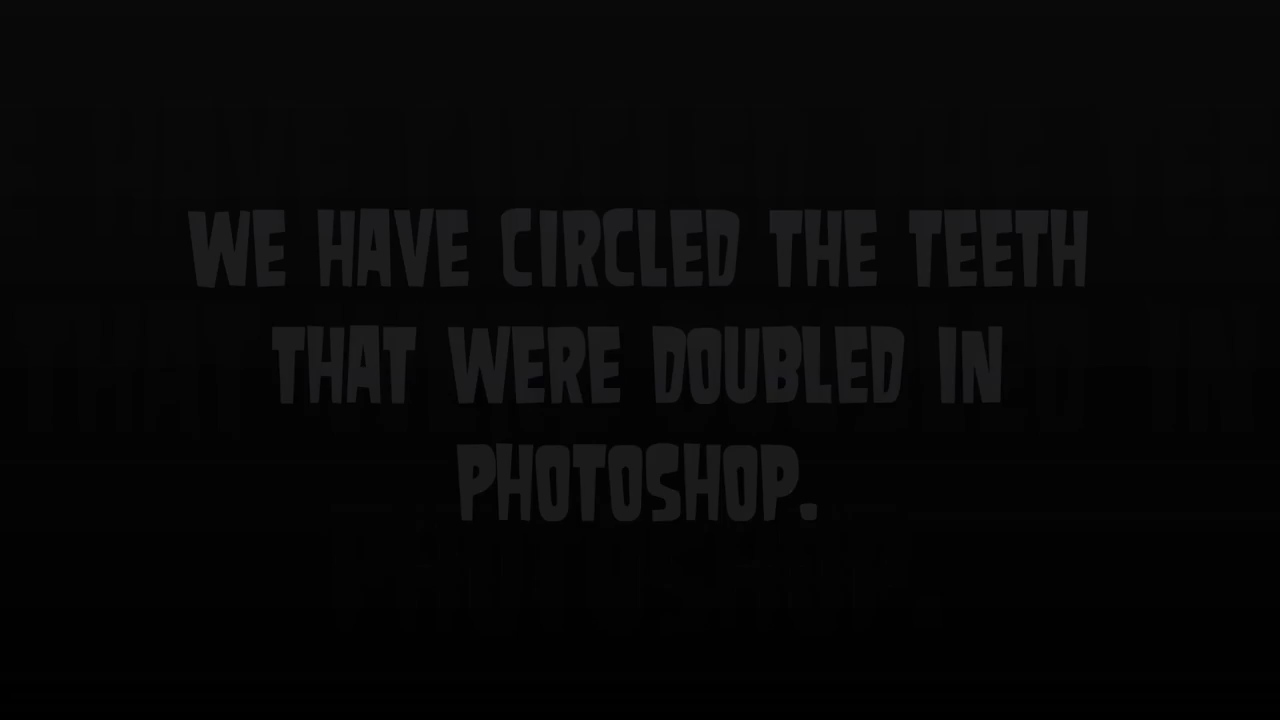 WE HAVE CIRCLED THE TEETH
THAT WERE DOUBLED IN
PHOTOSHOP.